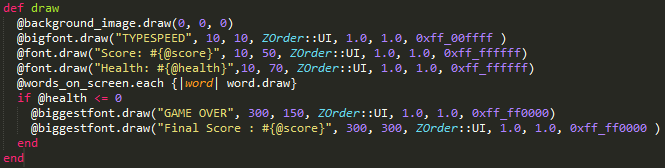 def draw
  @background_image.draw(0, 0, 0)
  @bigfont.draw("TYPESPEED", 10, 10, ZOrder::UI, 1.0, 1.0, 0xff_00ffff )
  @font.draw("Score: #{@score}", 10, 50, ZOrder::UI, 1.0, 1.0, 0xff_ffffff)
  @font.draw("Health: #{@health}",10, 70, ZOrder::UI, 1.0, 1.0, 0xff_ffffff)
  @words_on_screen.each {|word| word.draw}
  if @health <= 0
    @biggestfont.draw("GAME OVER", 300, 150, ZOrder::UI, 1.0, 1.0, 0xff_ff0000)
    @biggestfont.draw("Final Score : #{@score}", 300, 300, ZOrder::UI, 1.0, 1.0, 0xff_ff0000 )
  end
end